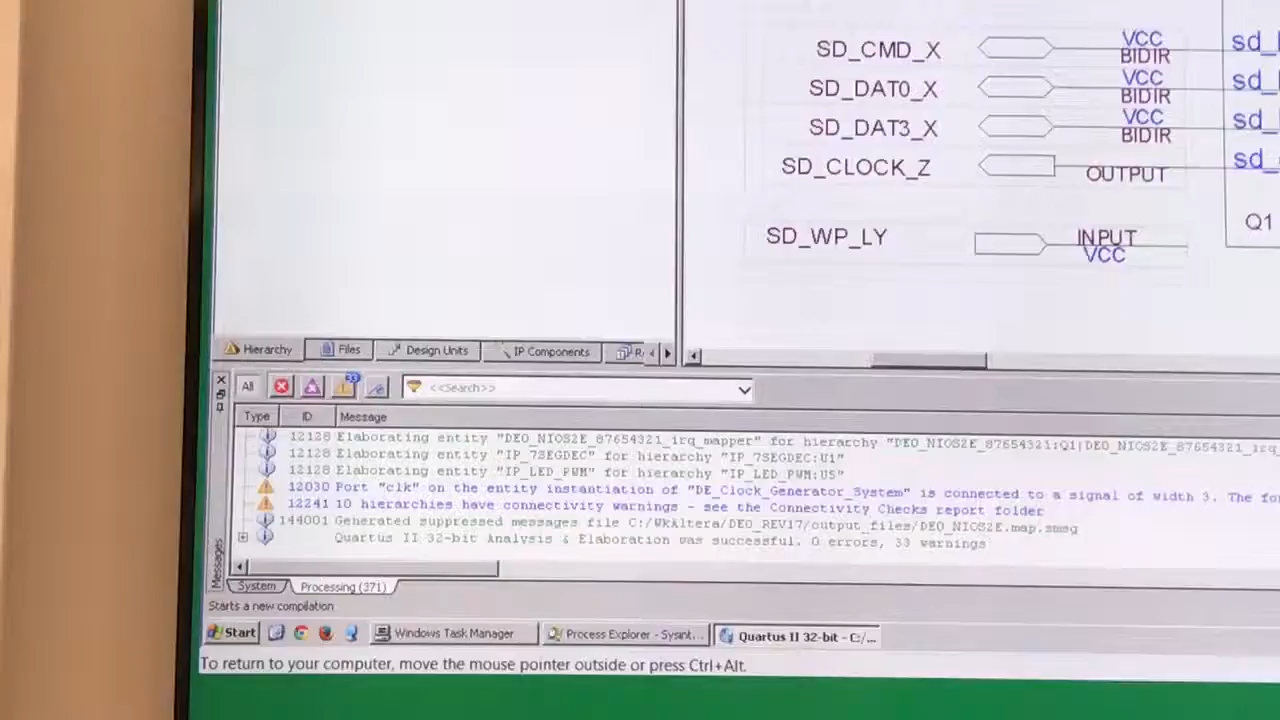 SD_CMD_X VCC BIDIR
SD_DAT0_X VCC BIDIR
SD_DAT3_X VCC BIDIR
SD_CLOCK_Z OUTPUT sd_
SD_WP_LY INPUT VCC
Q1
Hierarchy Files Design Units IP Components
All 33 <<Search>>
Type ID Message
12128 Elaborating entity "DE0_NIOS2E_87654321_irq_mapper" for hierarchy "DE0_NIOS2E_87654321:Q1|DE0_NIOS2E_87654321_irq_
12128 Elaborating entity "IP_7SEGDEC" for hierarchy "IP_7SEGDEC:U1"
12128 Elaborating entity "IP_LED_PWM" for hierarchy "IP_LED_PWM:U5"
12030 Port "clk" on the entity instantiation of "DE_Clock_Generator_System" is connected to a signal of width 3. The fo
12241 10 hierarchies have connectivity warnings - see the Connectivity Checks report folder
144001 Generated suppressed messages file C:/WkAltera/DE0_REV17/output_files/DE0_NIOS2E.map.smsg
Quartus II 32-bit Analysis & Elaboration was successful. 0 errors, 33 warnings
Messages
System Processing (371)
Starts a new compilation
Start Windows Task Manager Process Explorer - Sysint... Quartus II 32-bit - C:/...
To return to your computer, move the mouse pointer outside or press Ctrl+Alt.